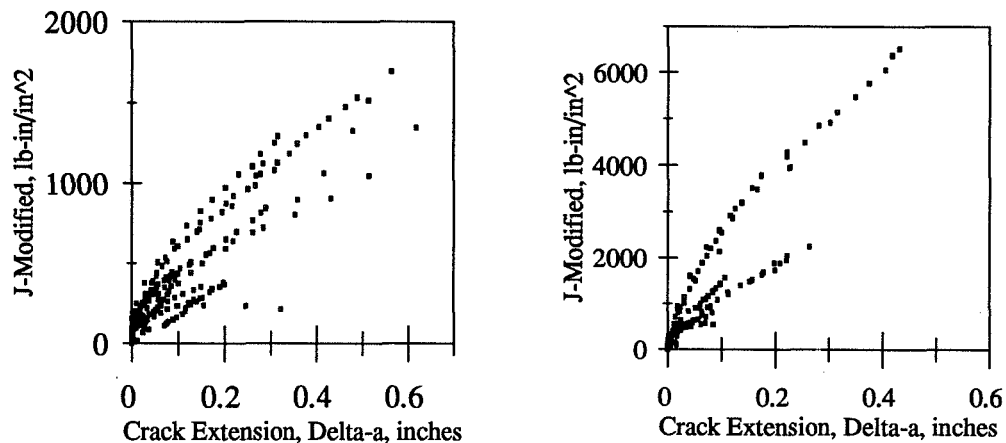 2000
1000
0
J-Modified, lb-in/in^2
0 0.2 0.4 0.6
Crack Extension, Delta-a, inches
6000
4000
2000
0
J-Modified, lb-in/in^2
0 0.2 0.4 0.6
Crack Extension, Delta-a, inches